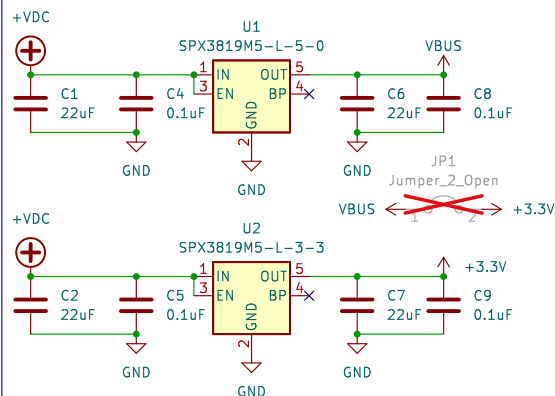 +VDC
U1
SPX3819M5-L-5-0
VBUS
1 IN OUT 5
3 EN BP 4
GND
2
C1
22uF
C4
0.1uF
C6
22uF
C8
0.1uF
GND
GND
GND
JP1
Jumper_2_Open
VBUS 1 2 +3.3V
+VDC
U2
SPX3819M5-L-3-3
+3.3V
1 IN OUT 5
3 EN BP 4
GND
2
C2
22uF
C5
0.1uF
C7
22uF
C9
0.1uF
GND
GND
GND